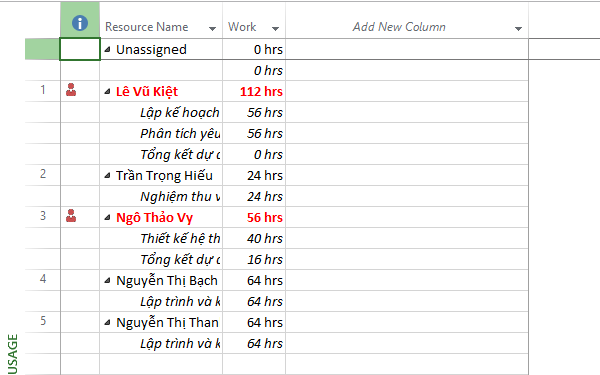 Resource Name Work Add New Column
Unassigned 0 hrs
0 hrs
1 Lê Vũ Kiệt 112 hrs
Lập kế hoạch 56 hrs
Phân tích yêu 56 hrs
Tổng kết dự 0 hrs
2 Trần Trọng Hiếu 24 hrs
Nghiệm thu v 24 hrs
3 Ngô Thảo Vy 56 hrs
Thiết kế hệ th 40 hrs
Tổng kết dự 16 hrs
4 Nguyễn Thị Bạch 64 hrs
Lập trình và k 64 hrs
5 Nguyễn Thị Than 64 hrs
Lập trình và k 64 hrs
USAGE